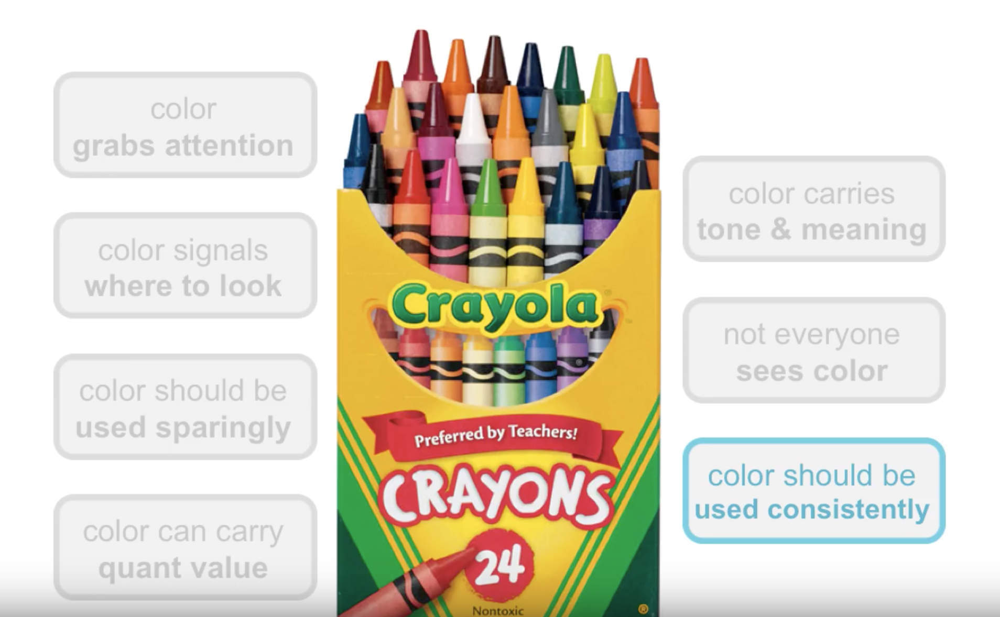 color
grabs attention
color signals
where to look
color should be
used sparingly
color can carry
quant value
Crayola
®
™
®
Preferred by Teachers!
CRAYONS
24
Nontoxic
®
color carries
tone & meaning
not everyone
sees color
color should be
used consistently